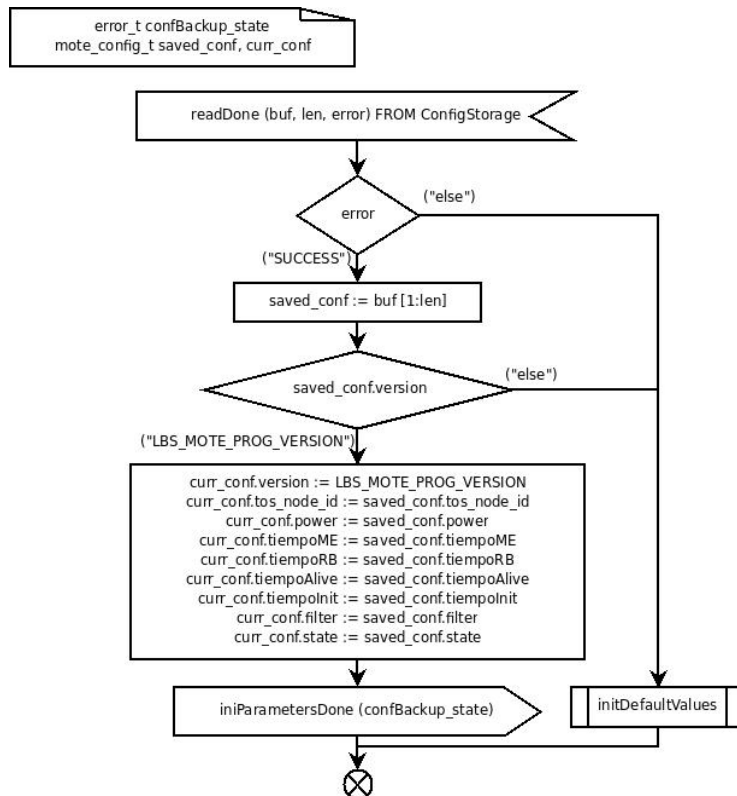 error_t confBackup_state
mote_config_t saved_conf, curr_conf
readDone (buf, len, error) FROM ConfigStorage
("else")
error
("SUCCESS")
saved_conf := buf [1:len]
("else")
saved_conf.version
("LBS_MOTE_PROG_VERSION")
curr_conf.version := LBS_MOTE_PROG_VERSION
curr_conf.tos_node_id := saved_conf.tos_node_id
curr_conf.power := saved_conf.power
curr_conf.tiempoME := saved_conf.tiempoME
curr_conf.tiempoRB := saved_conf.tiempoRB
curr_conf.tiempoAlive := saved_conf.tiempoAlive
curr_conf.tiempoInit := saved_conf.tiempoInit
curr_conf.filter := saved_conf.filter
curr_conf.state := saved_conf.state
iniParametersDone (confBackup_state)
initDefaultValues